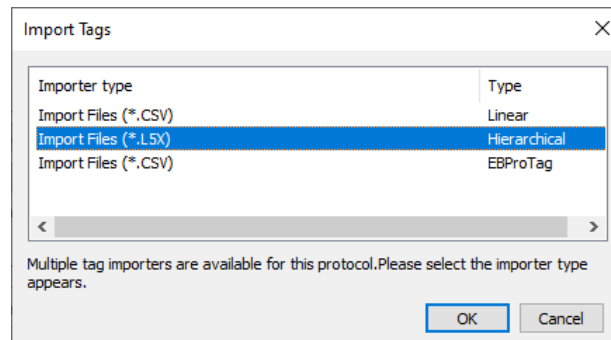 Import Tags
Importer type Type
Import Files (*.CSV) Linear
Import Files (*.L5X) Hierarchical
Import Files (*.CSV) EBProTag
Multiple tag importers are available for this protocol.Please select the importer type
appears.
OK Cancel